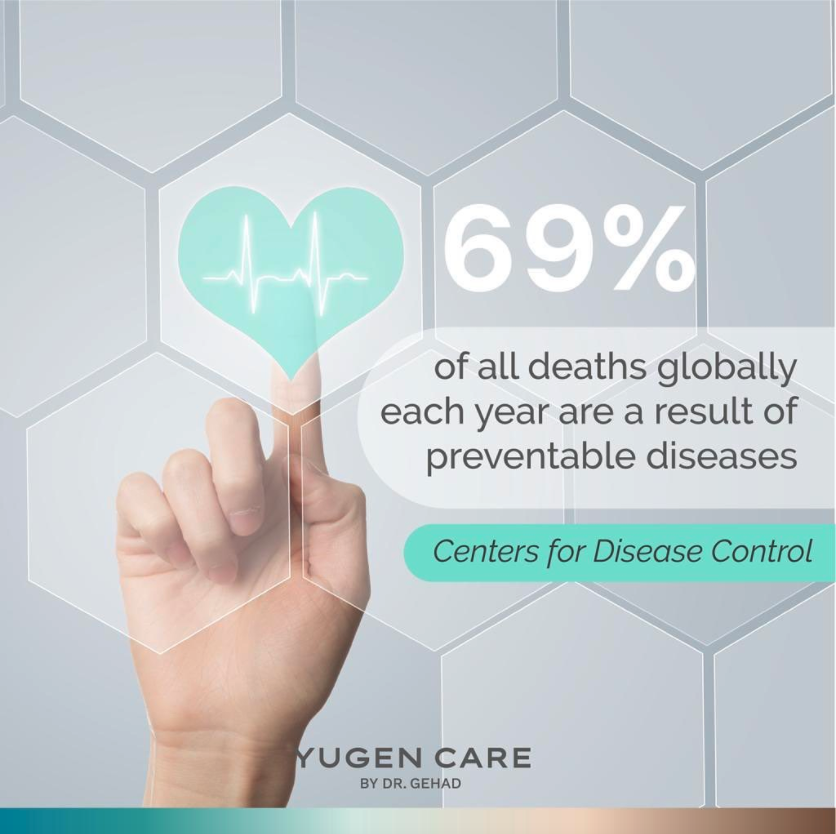 69%
of all deaths globally
each year are a result of
preventable diseases
Centers for Disease Control
YUGEN CARE
BY DR. GEHAD